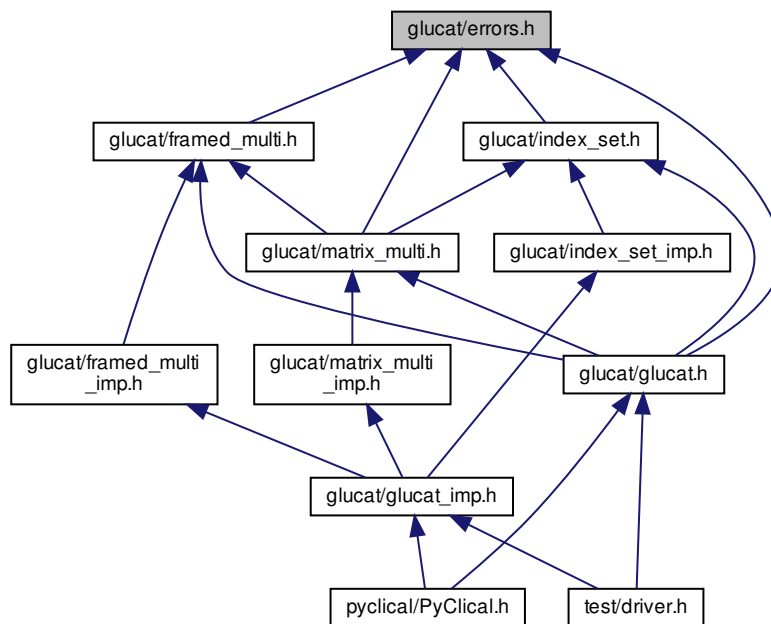 glucat/errors.h
glucat/framed_multi.h
glucat/index_set.h
glucat/matrix_multi.h
glucat/index_set_imp.h
glucat/framed_multi
_imp.h
glucat/matrix_multi
_imp.h
glucat/glucat.h
glucat/glucat_imp.h
pyclical/PyClical.h
test/driver.h